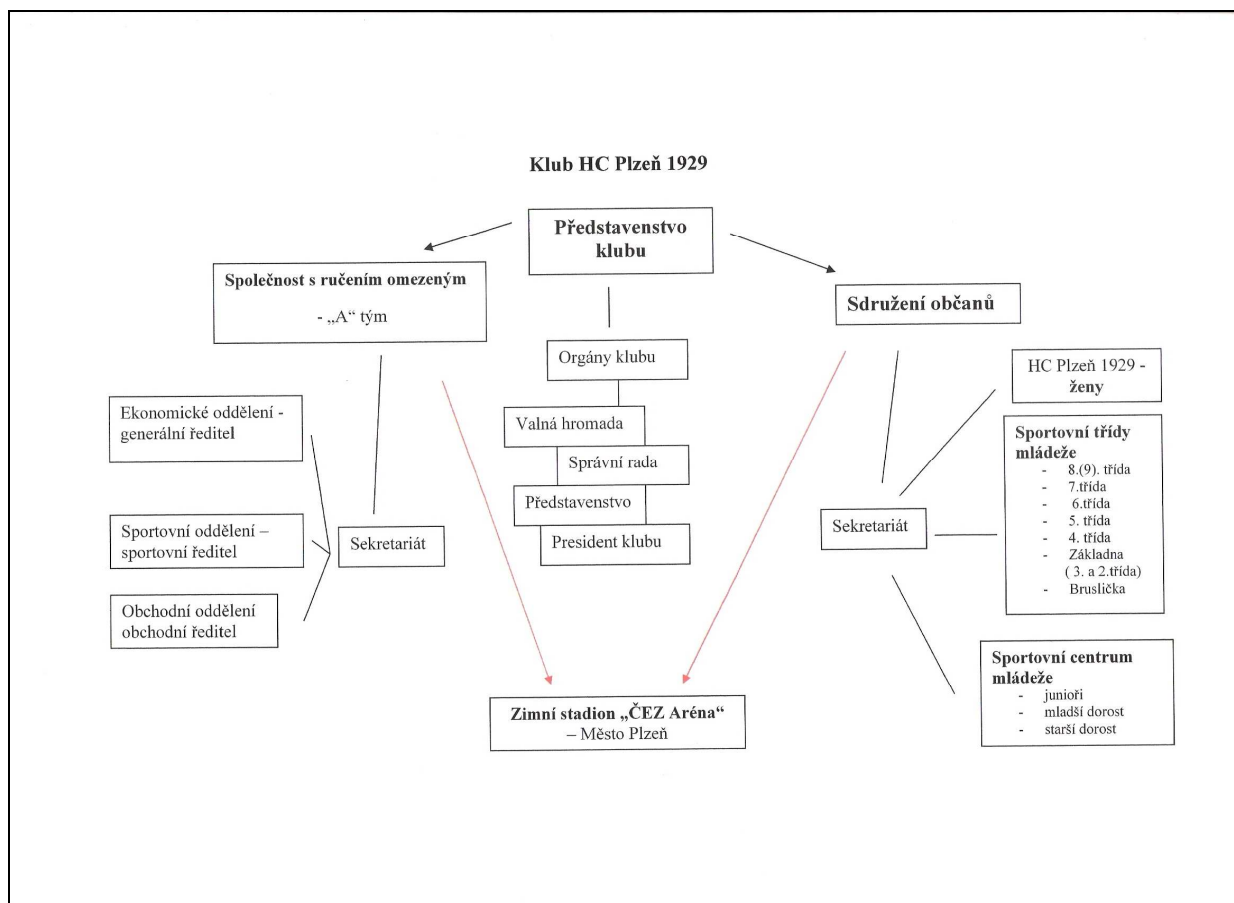 Klub HC Plzeň 1929
Představenstvo
klubu
Společnost s ručením omezeným
- „A“ tým
Sdružení občanů
Orgány klubu
Valná hromada
Správní rada
Představenstvo
President klubu
Ekonomické oddělení -
generální ředitel
Sportovní oddělení –
sportovní ředitel
Obchodní oddělení
obchodní ředitel
Sekretariát
Sekretariát
HC Plzeň 1929 -
ženy
Sportovní třídy
mládeže
- 8.(9). třída
- 7.třída
- 6.třída
- 5. třída
- 4. třída
- Základna
( 3. a 2.třída)
- Bruslička
Sportovní centrum
mládeže
- junioři
- mladší dorost
- starší dorost
Zimní stadion „ČEZ Aréna“
– Město Plzeň